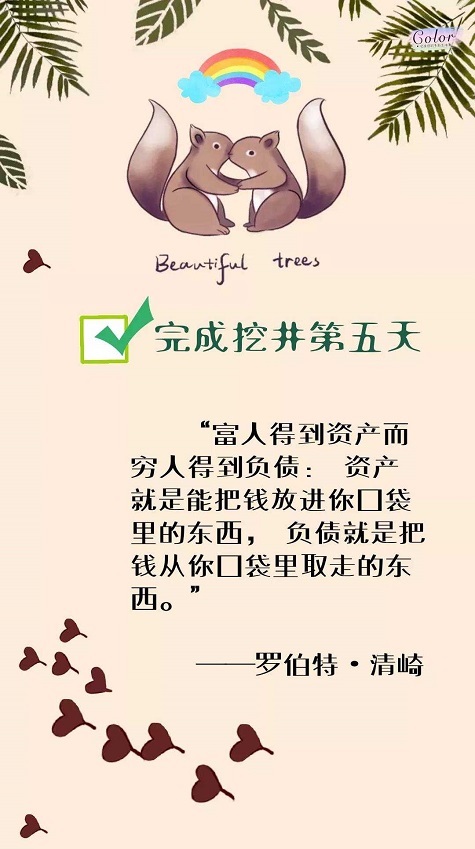 Color
Beautiful trees
完成挖井第五天
“富人得到资产而
穷人得到负债： 资产
就是能把钱放进你口袋
里的东西， 负债就是把
钱从你口袋里取走的东
西。”
——罗伯特·清崎